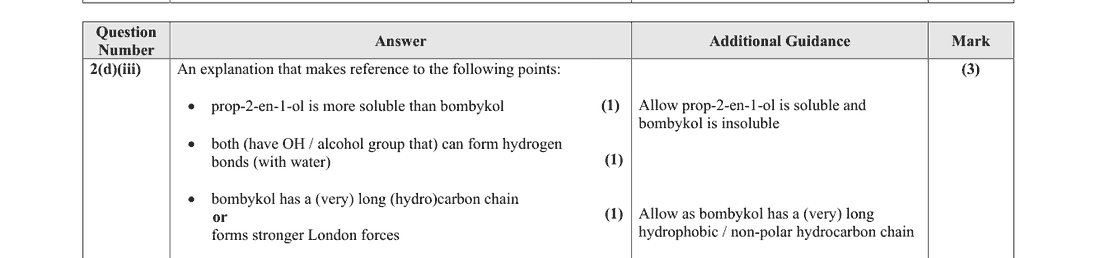 Question
Number
Answer
Additional Guidance
Mark
2(d)(iii)
An explanation that makes reference to the following points:
(3)
• prop-2-en-1-ol is more soluble than bombykol
(1)
Allow prop-2-en-1-ol is soluble and
bombykol is insoluble
• both (have OH / alcohol group that) can form hydrogen
bonds (with water)
(1)
• bombykol has a (very) long (hydro)carbon chain
or
forms stronger London forces
(1)
Allow as bombykol has a (very) long
hydrophobic / non-polar hydrocarbon chain